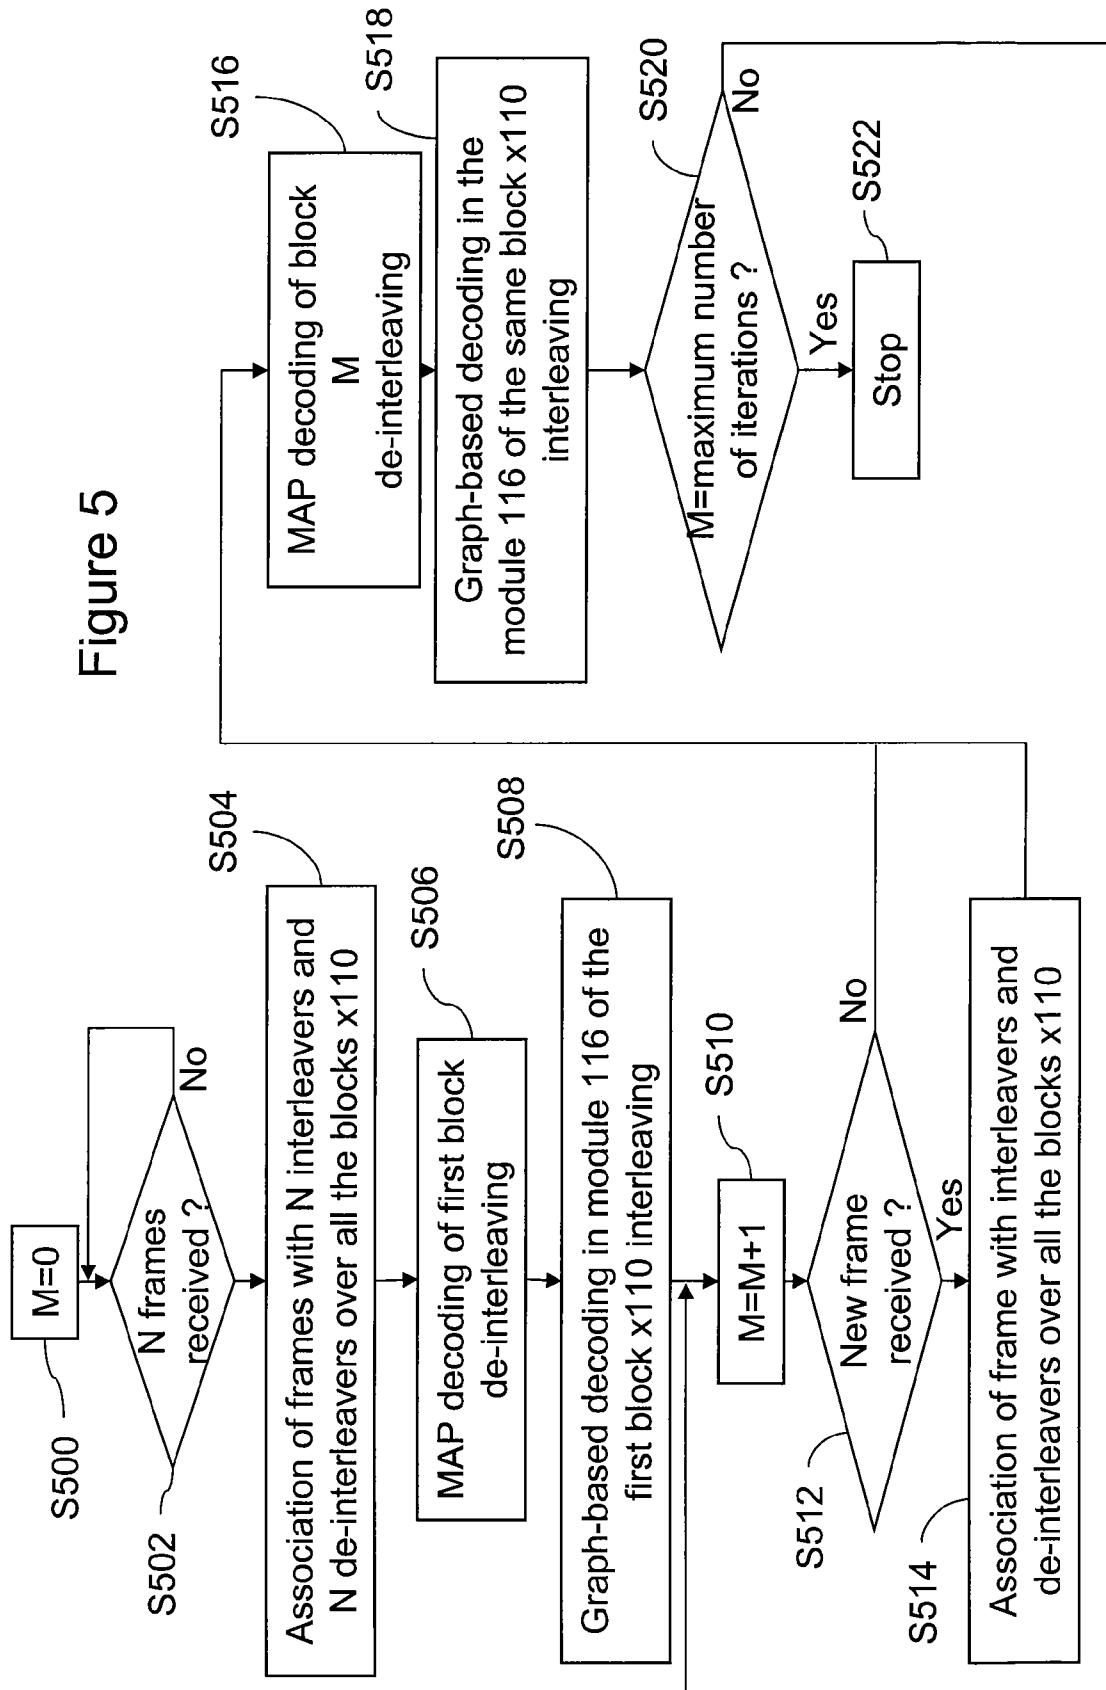 Figure 5
S500
M=0
S502
N frames
received ?
No
S504
Association of frames with N interleavers and
N de-interleavers over all the blocks x110
S506
MAP decoding of first block
de-interleaving
S508
Graph-based decoding in module 116 of the
first block x110 interleaving
S510
M=M+1
S512
New frame
received ?
No
Yes
S514
Association of frame with interleavers and
de-interleavers over all the blocks x110
S516
MAP decoding of block
M
de-interleaving
S518
Graph-based decoding in the
module 116 of the same block x110
interleaving
S520
M=maximum number
of iterations ?
No
Yes
S522
Stop